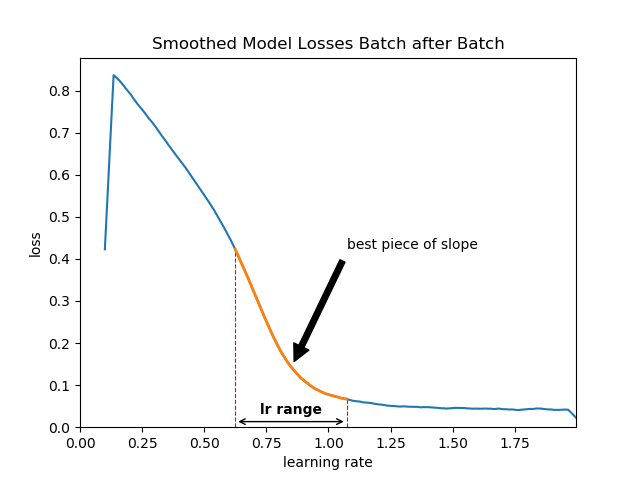 Smoothed Model Losses Batch after Batch
0.8
0.7
0.6
0.5
0.4
0.3
0.2
0.1
0.0
loss
best piece of slope
lr range
0.00 0.25 0.50 0.75 1.00 1.25 1.50 1.75
learning rate